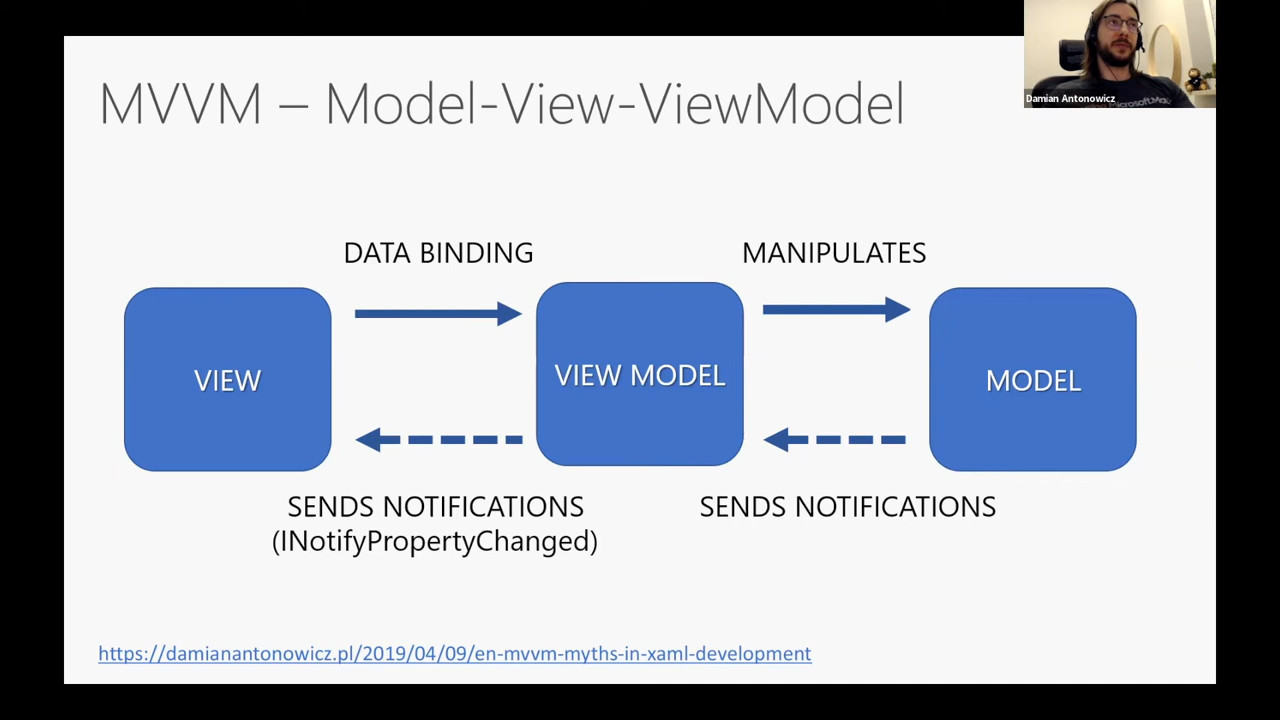 MVVM – Model-View-ViewModel
Damian Antonowicz
DATA BINDING
MANIPULATES
VIEW
VIEW MODEL
MODEL
SENDS NOTIFICATIONS
(INotifyPropertyChanged)
SENDS NOTIFICATIONS
https://damianantonowicz.pl/2019/04/09/en-mvvm-myths-in-xaml-development